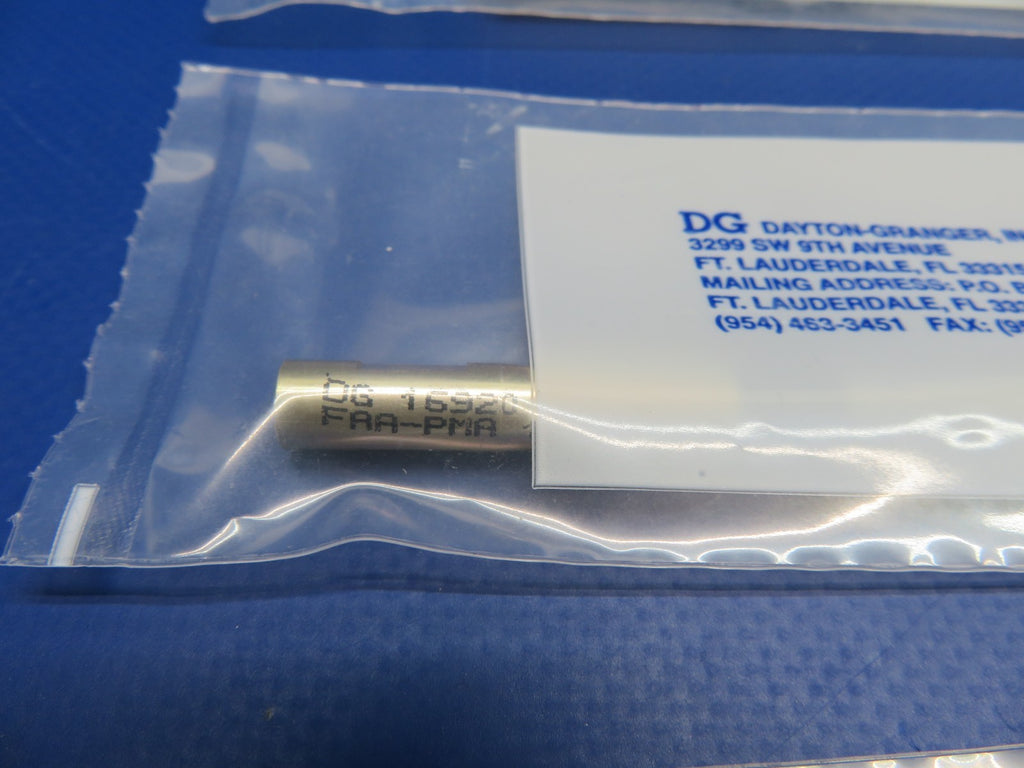 DG DAYTON-GRANGER,
3299 SW 9TH AVENUE
FT. LAUDERDALE, FL 33315
MAILING ADDRESS: P.O.
FT. LAUDERDALE, FL
(954) 463-3451 FAX:
DG 16920
FAA-PMA